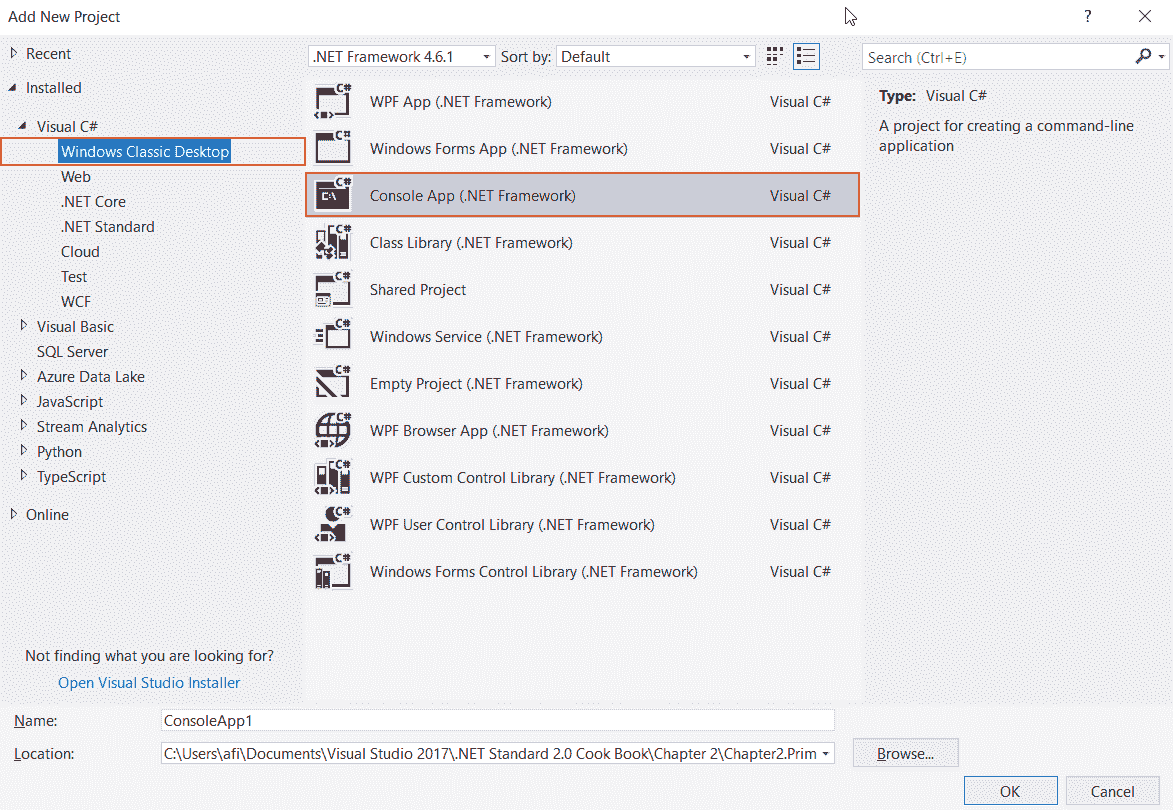 Add New Project
?
Recent
Installed
Visual C#
Windows Classic Desktop
Web
.NET Core
.NET Standard
Cloud
Test
WCF
Visual Basic
SQL Server
Azure Data Lake
JavaScript
Stream Analytics
Python
TypeScript
Online
Not finding what you are looking for?
Open Visual Studio Installer
.NET Framework 4.6.1 Sort by: Default
WPF App (.NET Framework) Visual C#
Windows Forms App (.NET Framework) Visual C#
Console App (.NET Framework) Visual C#
Class Library (.NET Framework) Visual C#
Shared Project Visual C#
Windows Service (.NET Framework) Visual C#
Empty Project (.NET Framework) Visual C#
WPF Browser App (.NET Framework) Visual C#
WPF Custom Control Library (.NET Framework) Visual C#
WPF User Control Library (.NET Framework) Visual C#
Windows Forms Control Library (.NET Framework) Visual C#
Search (Ctrl+E)
Type: Visual C#
A project for creating a command-line
application
Name: ConsoleApp1
Location: C:\Users\afi\Documents\Visual Studio 2017\.NET Standard 2.0 Cook Book\Chapter 2\Chapter2.Prim Browse...
OK Cancel